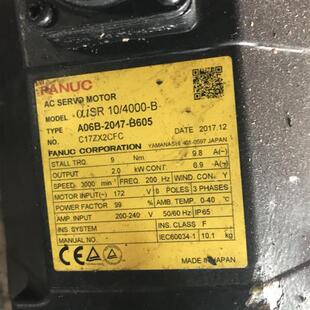 FANUC
AC SERVO MOTOR
MODEL αiSR 10/4000-B
TYPE A06B-2047-B605
NO. C17ZX2CFC DATE 2017.12
FANUC CORPORATION YAMANASHI 401-0597 JAPAN
STALL TRQ. 9 Nm 9.8 A(~)
OUTPUT 2.0 kW CONT. 6.9 A(~)
SPEED 3000 min⁻¹ FREQ. 200 Hz WIND. CON. Y
MOTOR INPUT(~) 172 V 8 POLES 3 PHASES
POWER FACTOR 99 % AMB. TEMP. 0-40 °C
AMP. INPUT 200-240 V 50/60 Hz IP65
INS. SYSTEM INS. CLASS F
MANUAL NO. IEC60034-1 10.1 kg
MADE IN JAPAN